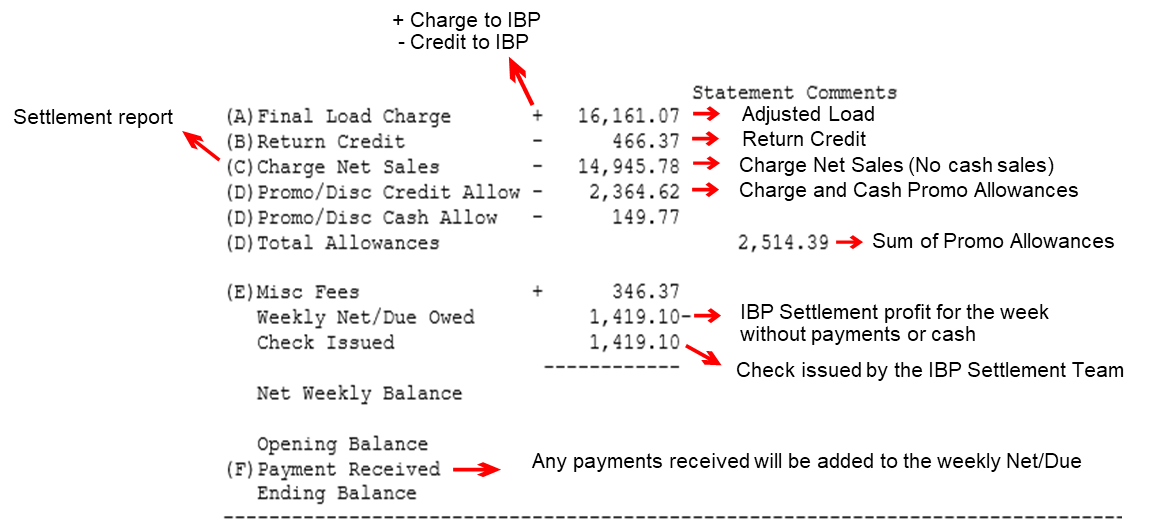 + Charge to IBP
- Credit to IBP
Statement Comments
Settlement report
(A)Final Load Charge + 16,161.07 Adjusted Load
(B)Return Credit - 466.37 Return Credit
(C)Charge Net Sales - 14,945.78 Charge Net Sales (No cash sales)
(D)Promo/Disc Credit Allow - 2,364.62 Charge and Cash Promo Allowances
(D)Promo/Disc Cash Allow - 149.77
(D)Total Allowances 2,514.39 Sum of Promo Allowances
(E)Misc Fees + 346.37
Weekly Net/Due Owed 1,419.10- IBP Settlement profit for the week
without payments or cash
Check Issued 1,419.10
------------
Check issued by the IBP Settlement Team
Net Weekly Balance
Opening Balance
(F)Payment Received Any payments received will be added to the weekly Net/Due
Ending Balance